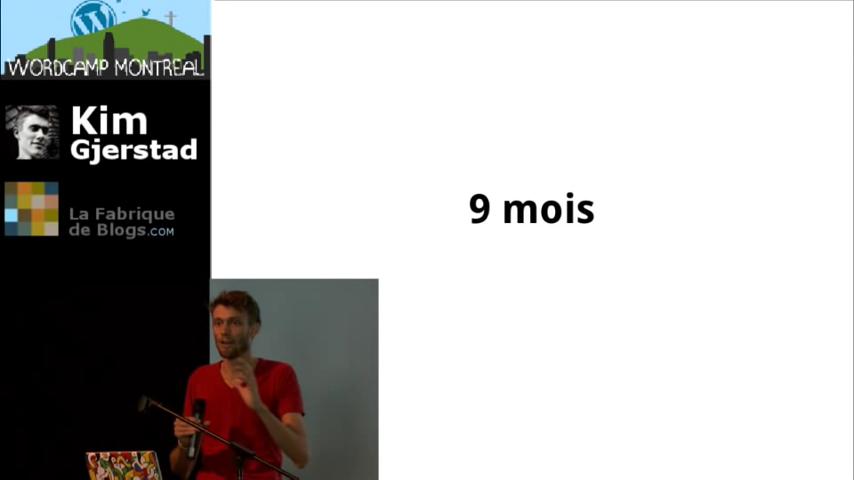 WORDCAMP MONTREAL
Kim
Gjerstad
La Fabrique
de Blogs.COM
9 mois